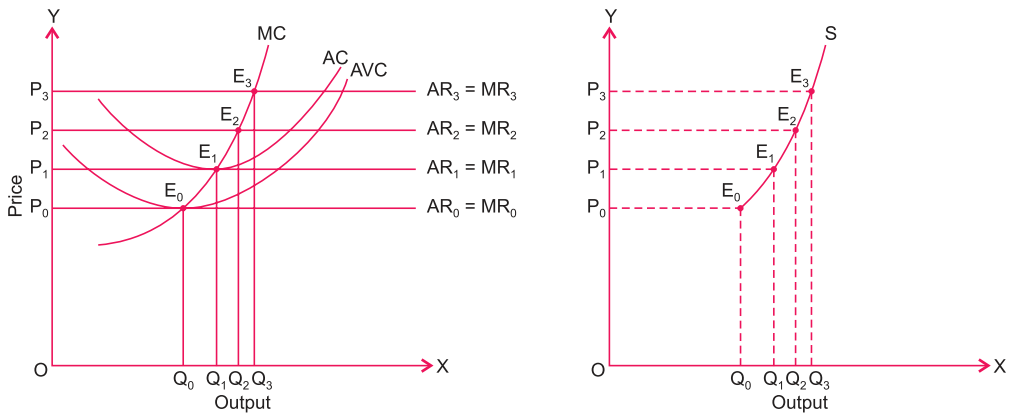 Y
MC
AC
AVC
P₃
E₃
AR₃ = MR₃
P₂
E₂
AR₂ = MR₂
P₁
E₁
AR₁ = MR₁
Price
P₀
E₀
AR₀ = MR₀
O
X
Q₀ Q₁ Q₂ Q₃
Output
Y
S
P₃
E₃
P₂
E₂
P₁
E₁
P₀
E₀
O
X
Q₀ Q₁ Q₂ Q₃
Output